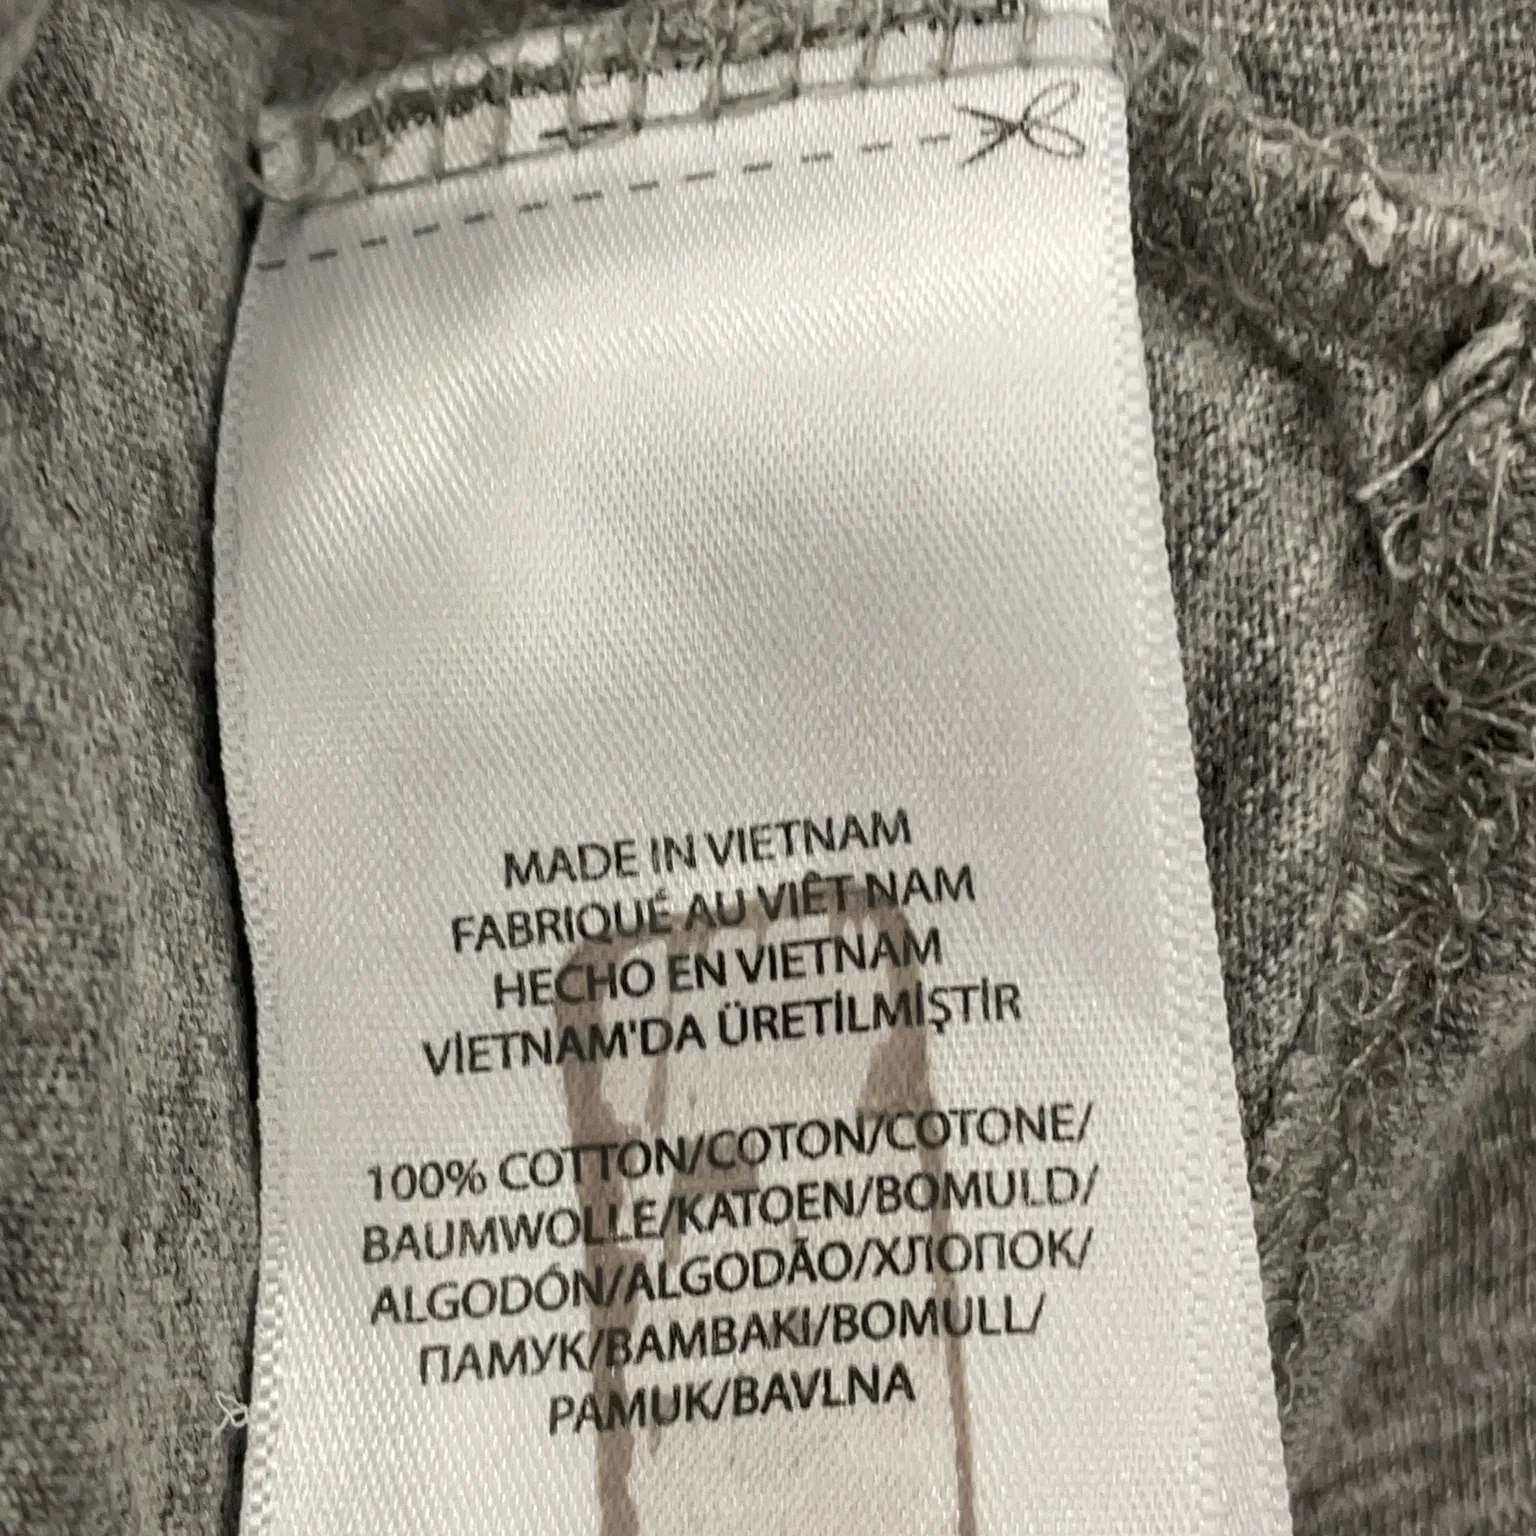 MADE IN VIETNAM
FABRIQUÉ AU VIÊT NAM
HECHO EN VIETNAM
VİETNAM'DA ÜRETİLMİŞTİR
100% COTTON/COTON/COTONE/
BAUMWOLLE/KATOEN/BOMULD/
ALGODÓN/ALGODÃO/ХЛОПОК/
ПАМУК/ΒΑΜΒΑΚΙ/BOMULL/
PAMUK/BAVLNA